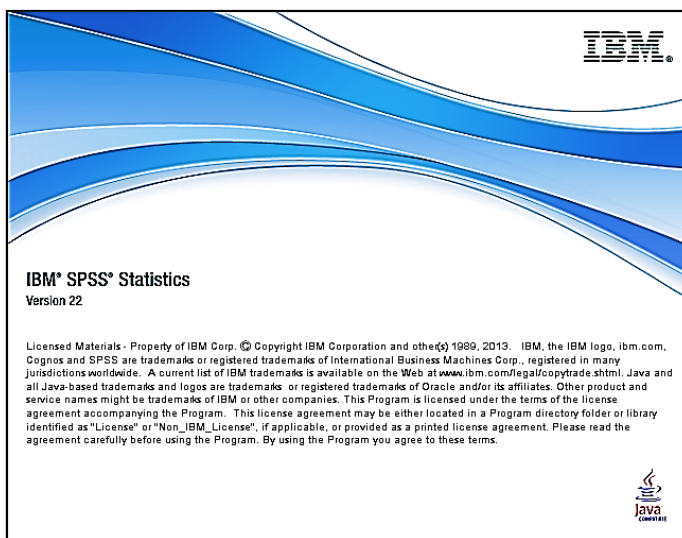 IBM®
IBM® SPSS® Statistics
Version 22
Licensed Materials - Property of IBM Corp. © Copyright IBM Corporation and other(s) 1989, 2013. IBM, the IBM logo, ibm.com,
Cognos and SPSS are trademarks or registered trademarks of International Business Machines Corp., registered in many
jurisdictions worldwide. A current list of IBM trademarks is available on the Web at www.ibm.com/legal/copytrade.shtml. Java and
all Java-based trademarks and logos are trademarks or registered trademarks of Oracle and/or its affiliates. Other product and
service names might be trademarks of IBM or other companies. This Program is licensed under the terms of the license
agreement accompanying the Program. This license agreement may be either located in a Program directory folder or library
identified as "License" or "Non_IBM_License", if applicable, or provided as a printed license agreement. Please read the
agreement carefully before using the Program. By using the Program you agree to these terms.
Java
COMPATIBLE